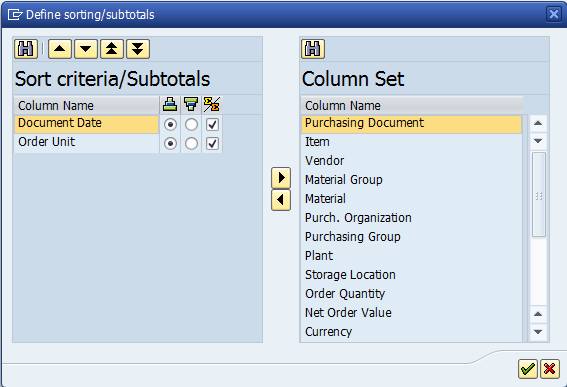 Define sorting/subtotals
Sort criteria/Subtotals
Column Name
Document Date
Order Unit
Column Set
Column Name
Purchasing Document
Item
Vendor
Material Group
Material
Purch. Organization
Purchasing Group
Plant
Storage Location
Order Quantity
Net Order Value
Currency